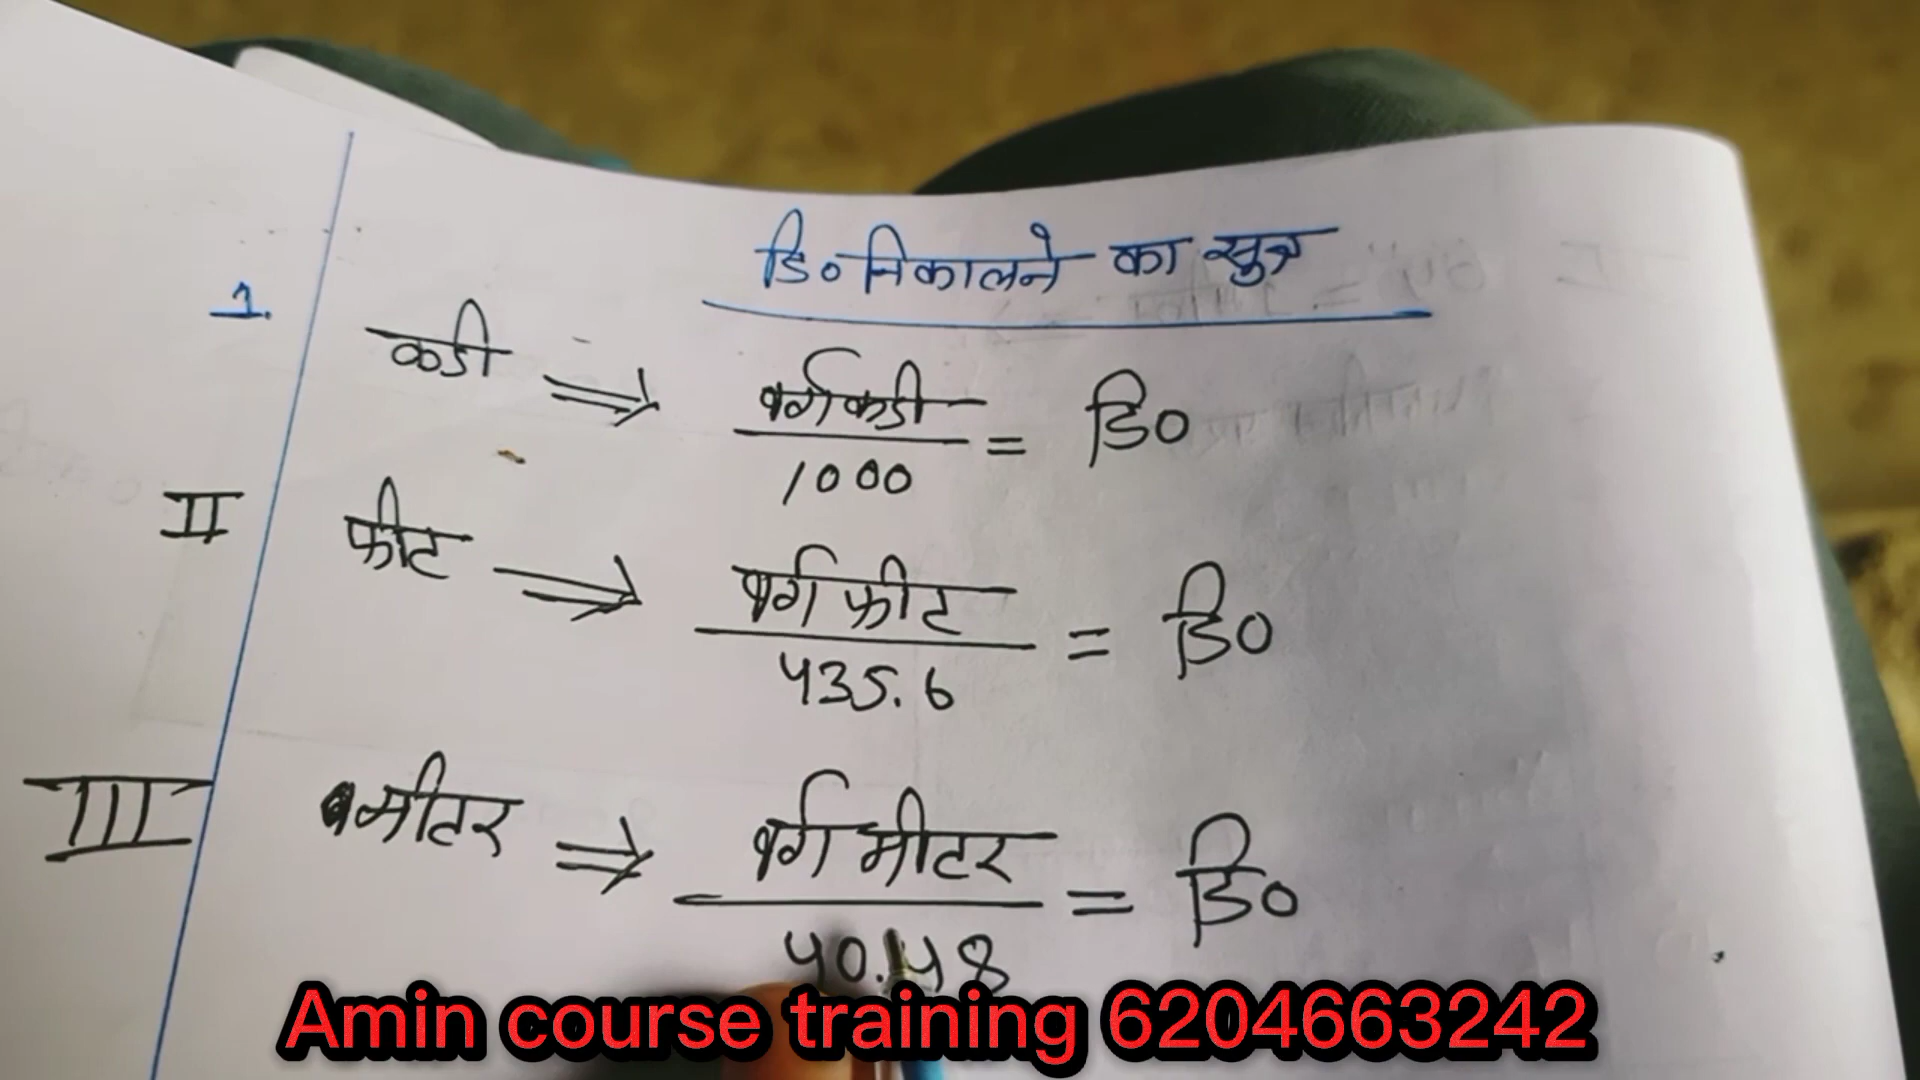 डि० निकालने का सुत्र
1. कडी ⇒ वर्ग कडी / 1000 = डि०
II फीट ⇒ वर्ग फीट / 435.6 = डि०
III मीटर ⇒ वर्ग मीटर / 40.48 = डि०
Amin course training 6204663242